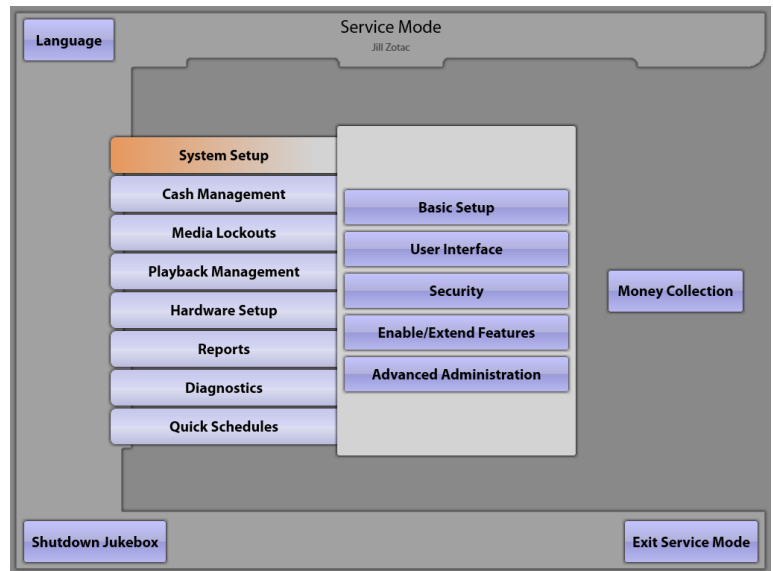 Service Mode
Jill Zotac
Language
System Setup
Cash Management
Media Lockouts
Playback Management
Hardware Setup
Reports
Diagnostics
Quick Schedules
Basic Setup
User Interface
Security
Enable/Extend Features
Advanced Administration
Money Collection
Shutdown Jukebox
Exit Service Mode